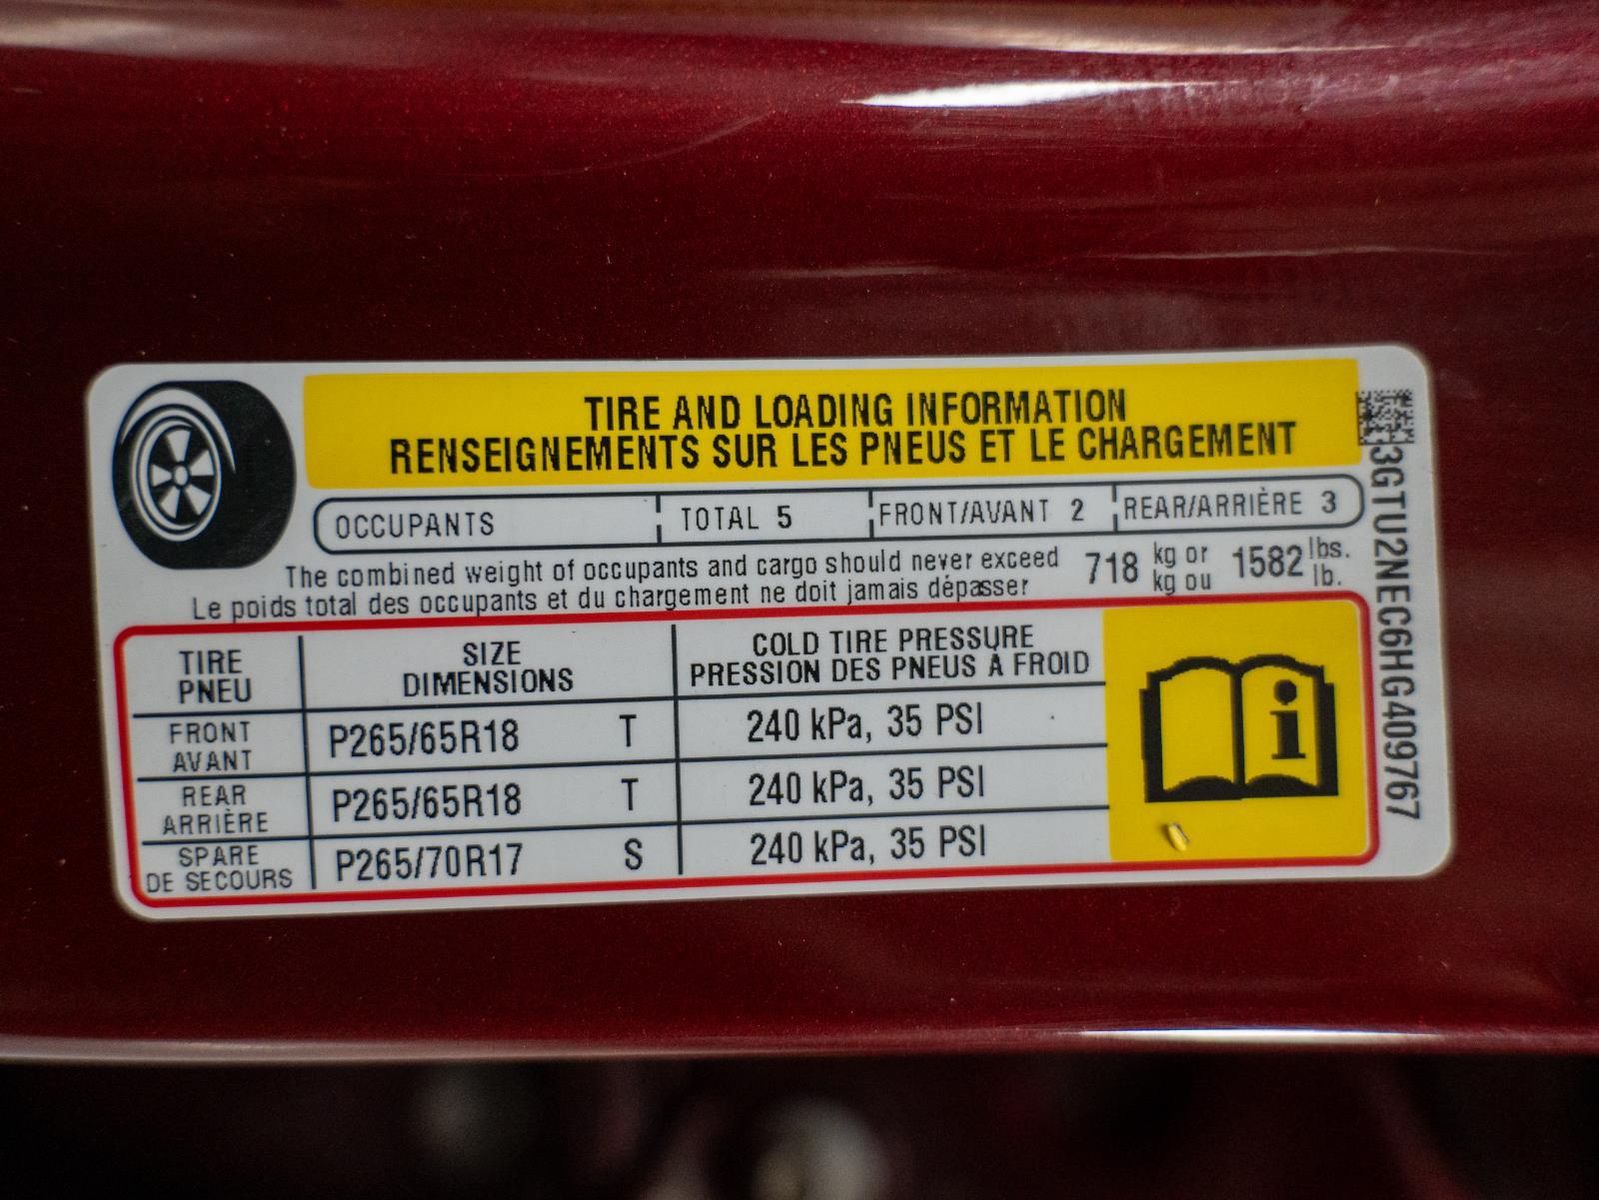 TIRE AND LOADING INFORMATION
RENSEIGNEMENTS SUR LES PNEUS ET LE CHARGEMENT
OCCUPANTS TOTAL 5 FRONT/AVANT 2 REAR/ARRIÈRE 3
The combined weight of occupants and cargo should never exceed 718 kg or 1582 lbs.
Le poids total des occupants et du chargement ne doit jamais dépasser kg ou lb.
TIRE SIZE COLD TIRE PRESSURE
PNEU DIMENSIONS PRESSION DES PNEUS À FROID
FRONT
AVANT P265/65R18 T 240 kPa, 35 PSI
REAR
ARRIÈRE P265/65R18 T 240 kPa, 35 PSI
SPARE
DE SECOURS P265/70R17 S 240 kPa, 35 PSI
3GTU2NEC6HG409767